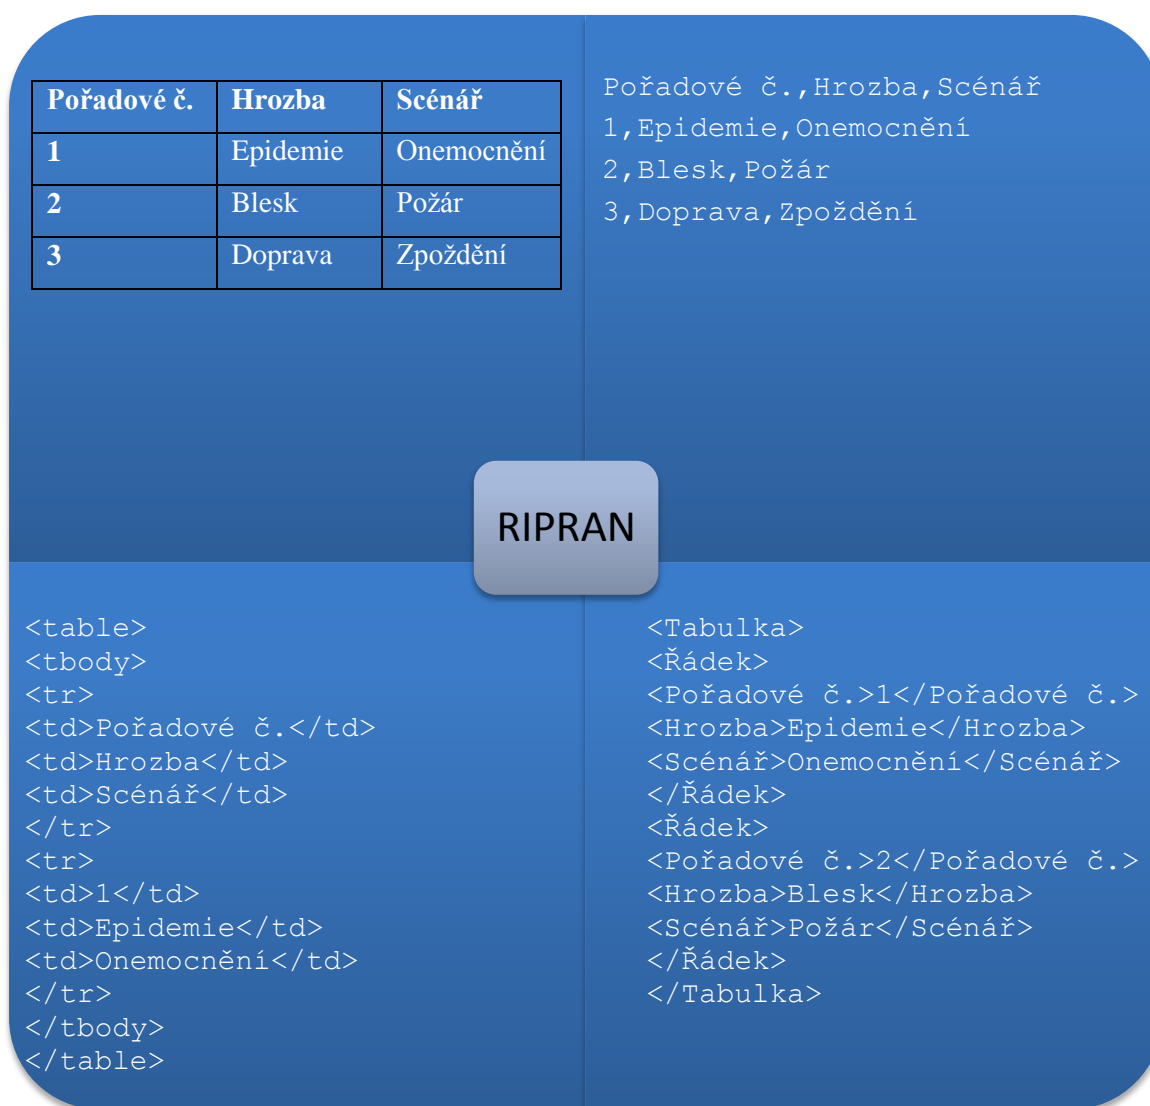 Pořadové č. Hrozba Scénář
1 Epidemie Onemocnění
2 Blesk Požár
3 Doprava Zpoždění
Pořadové č.,Hrozba,Scénář
1,Epidemie,Onemocnění
2,Blesk,Požár
3,Doprava,Zpoždění
RIPRAN
<table>
<tbody>
<tr>
<td>Pořadové č.</td>
<td>Hrozba</td>
<td>Scénář</td>
</tr>
<tr>
<td>1</td>
<td>Epidemie</td>
<td>Onemocnění</td>
</tr>
</tbody>
</table>
<Tabulka>
<Řádek>
<Pořadové č.>1</Pořadové č.>
<Hrozba>Epidemie</Hrozba>
<Scénář>Onemocnění</Scénář>
</Řádek>
<Řádek>
<Pořadové č.>2</Pořadové č.>
<Hrozba>Blesk</Hrozba>
<Scénář>Požár</Scénář>
</Řádek>
</Tabulka>